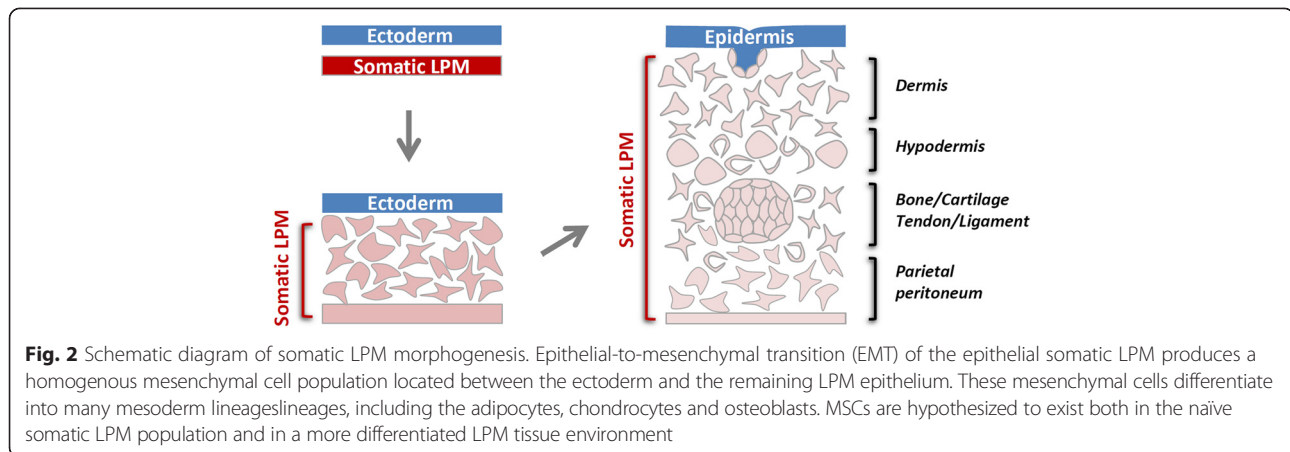 Ectoderm
Somatic LPM
Ectoderm
Somatic LPM
Epidermis
Somatic LPM
Dermis
Hypodermis
Bone/Cartilage
Tendon/Ligament
Parietal
peritoneum
Fig. 2 Schematic diagram of somatic LPM morphogenesis. Epithelial-to-mesenchymal transition (EMT) of the epithelial somatic LPM produces a
homogenous mesenchymal cell population located between the ectoderm and the remaining LPM epithelium. These mesenchymal cells differentiate
into many mesoderm lineageslineages, including the adipocytes, chondrocytes and osteoblasts. MSCs are hypothesized to exist both in the naïve
somatic LPM population and in a more differentiated LPM tissue environment